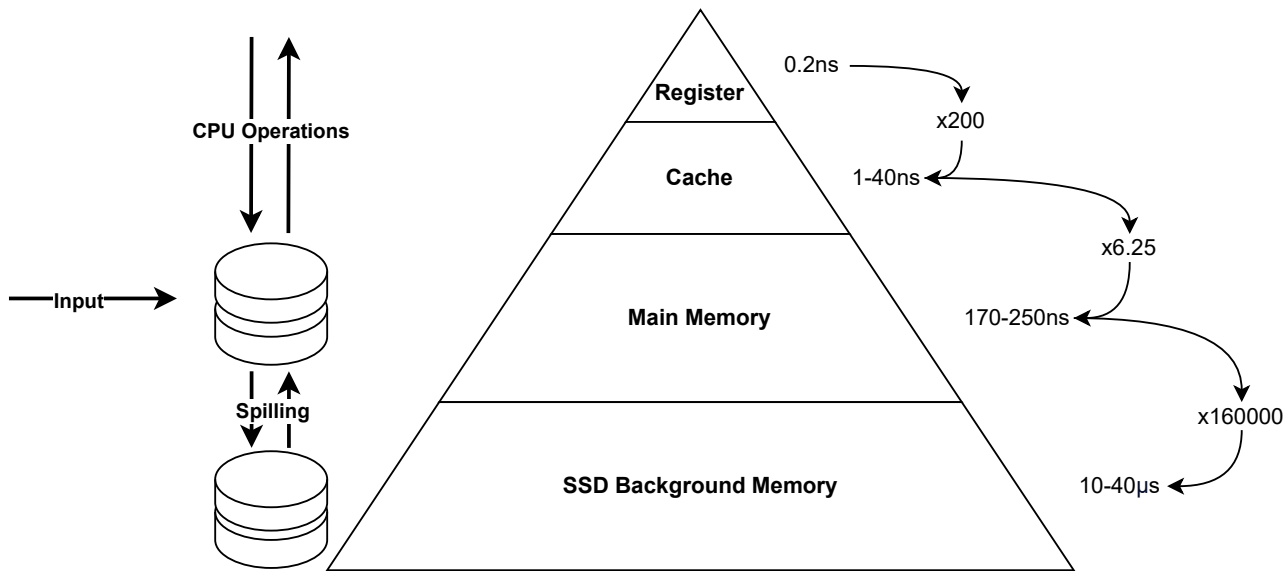 0.2ns
Register
x200
CPU Operations
Cache
1-40ns
x6.25
Input
Main Memory
170-250ns
Spilling
x160000
SSD Background Memory
10-40µs